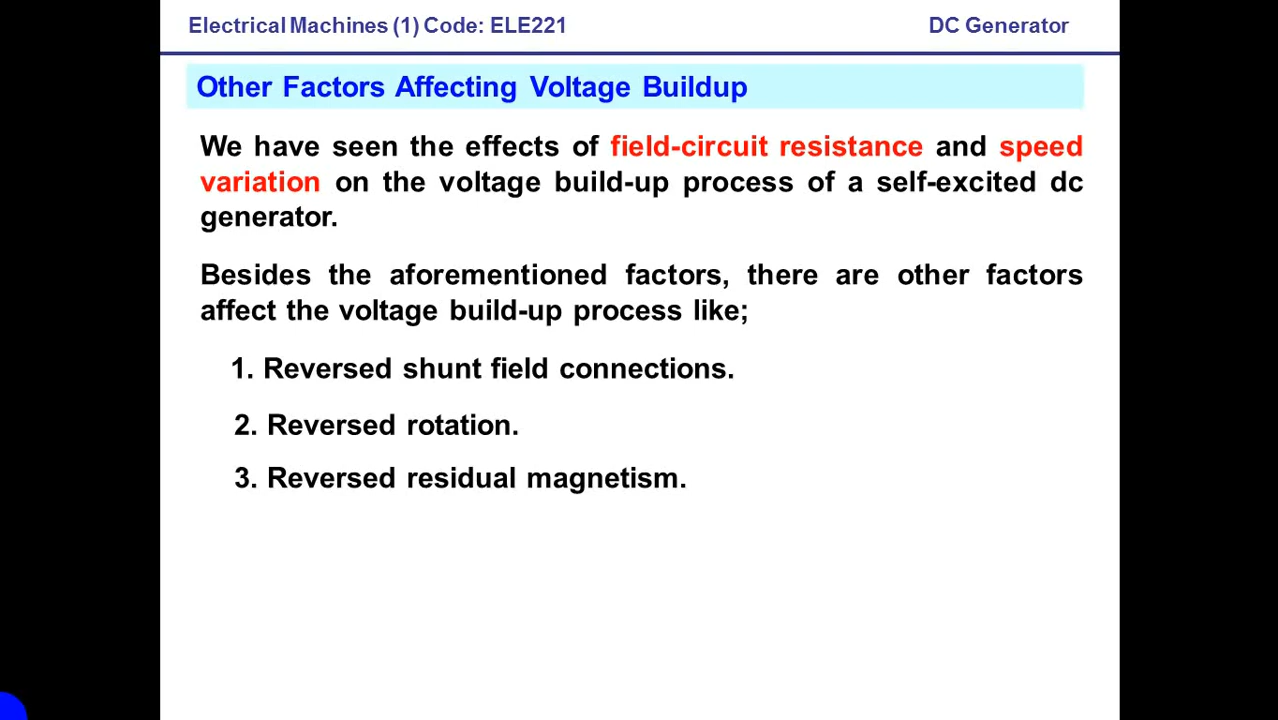 Electrical Machines (1) Code: ELE221 DC Generator
Other Factors Affecting Voltage Buildup
We have seen the effects of field-circuit resistance and speed
variation on the voltage build-up process of a self-excited dc
generator.
Besides the aforementioned factors, there are other factors
affect the voltage build-up process like;
1. Reversed shunt field connections.
2. Reversed rotation.
3. Reversed residual magnetism.